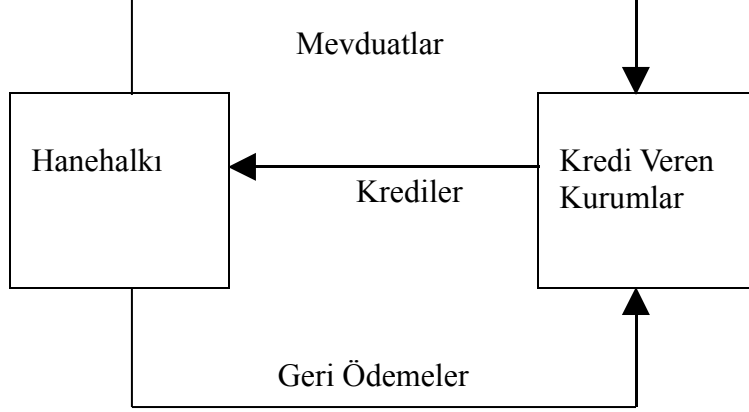 Mevduatlar
Hanehalkı
Kredi Veren
Kurumlar
Krediler
Geri Ödemeler